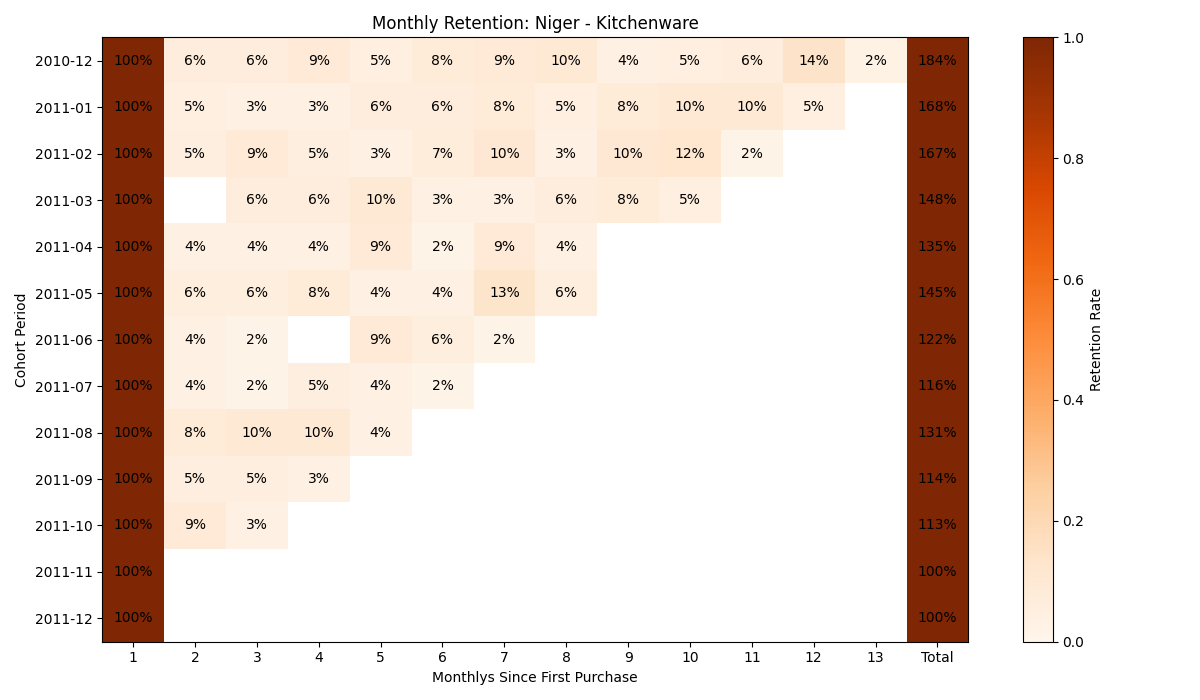 Monthly Retention: Niger - Kitchenware
Cohort Period
2010-12 100% 6% 6% 9% 5% 8% 9% 10% 4% 5% 6% 14% 2% 184%
2011-01 100% 5% 3% 3% 6% 6% 8% 5% 8% 10% 10% 5% 168%
2011-02 100% 5% 9% 5% 3% 7% 10% 3% 10% 12% 2% 167%
2011-03 100% 6% 6% 10% 3% 3% 6% 8% 5% 148%
2011-04 100% 4% 4% 4% 9% 2% 9% 4% 135%
2011-05 100% 6% 6% 8% 4% 4% 13% 6% 145%
2011-06 100% 4% 2% 9% 6% 2% 122%
2011-07 100% 4% 2% 5% 4% 2% 116%
2011-08 100% 8% 10% 10% 4% 131%
2011-09 100% 5% 5% 3% 114%
2011-10 100% 9% 3% 113%
2011-11 100% 100%
2011-12 100% 100%
1 2 3 4 5 6 7 8 9 10 11 12 13 Total
Monthlys Since First Purchase
1.0
0.8
0.6
0.4
0.2
0.0
Retention Rate